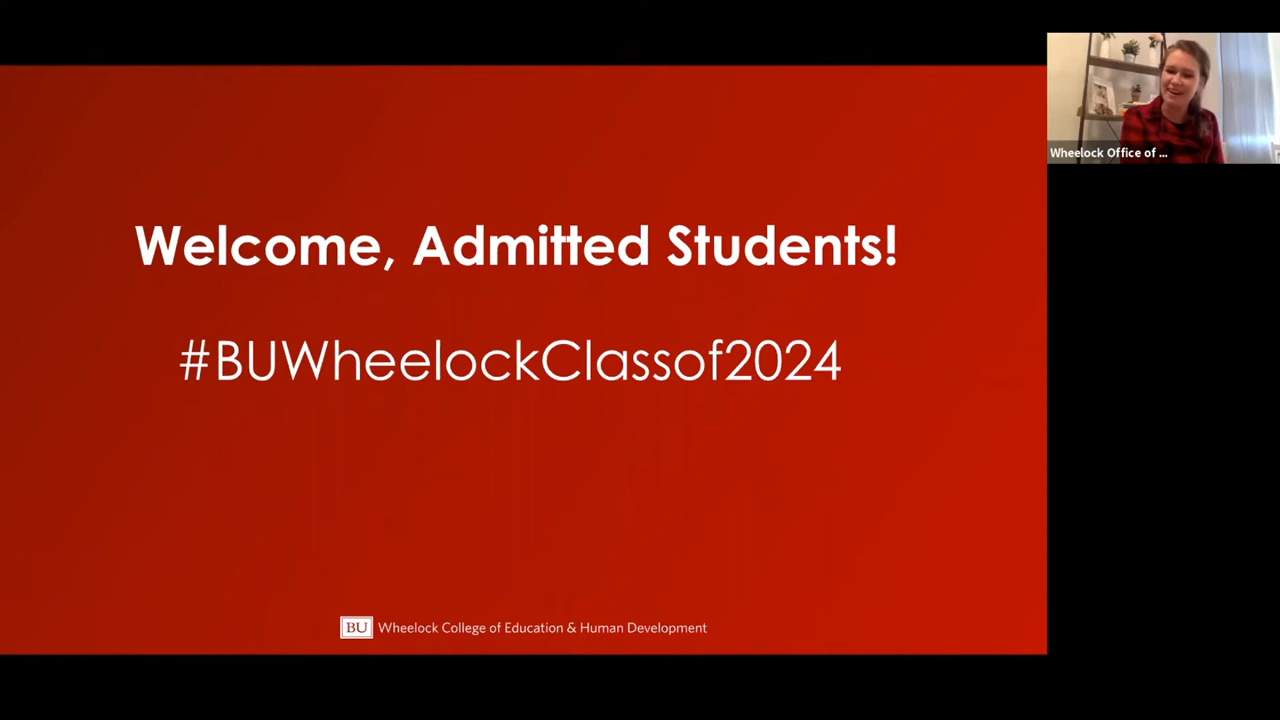 Welcome, Admitted Students!
#BUWheelockClassof2024
BU Wheelock College of Education & Human Development
Wheelock Office of ...